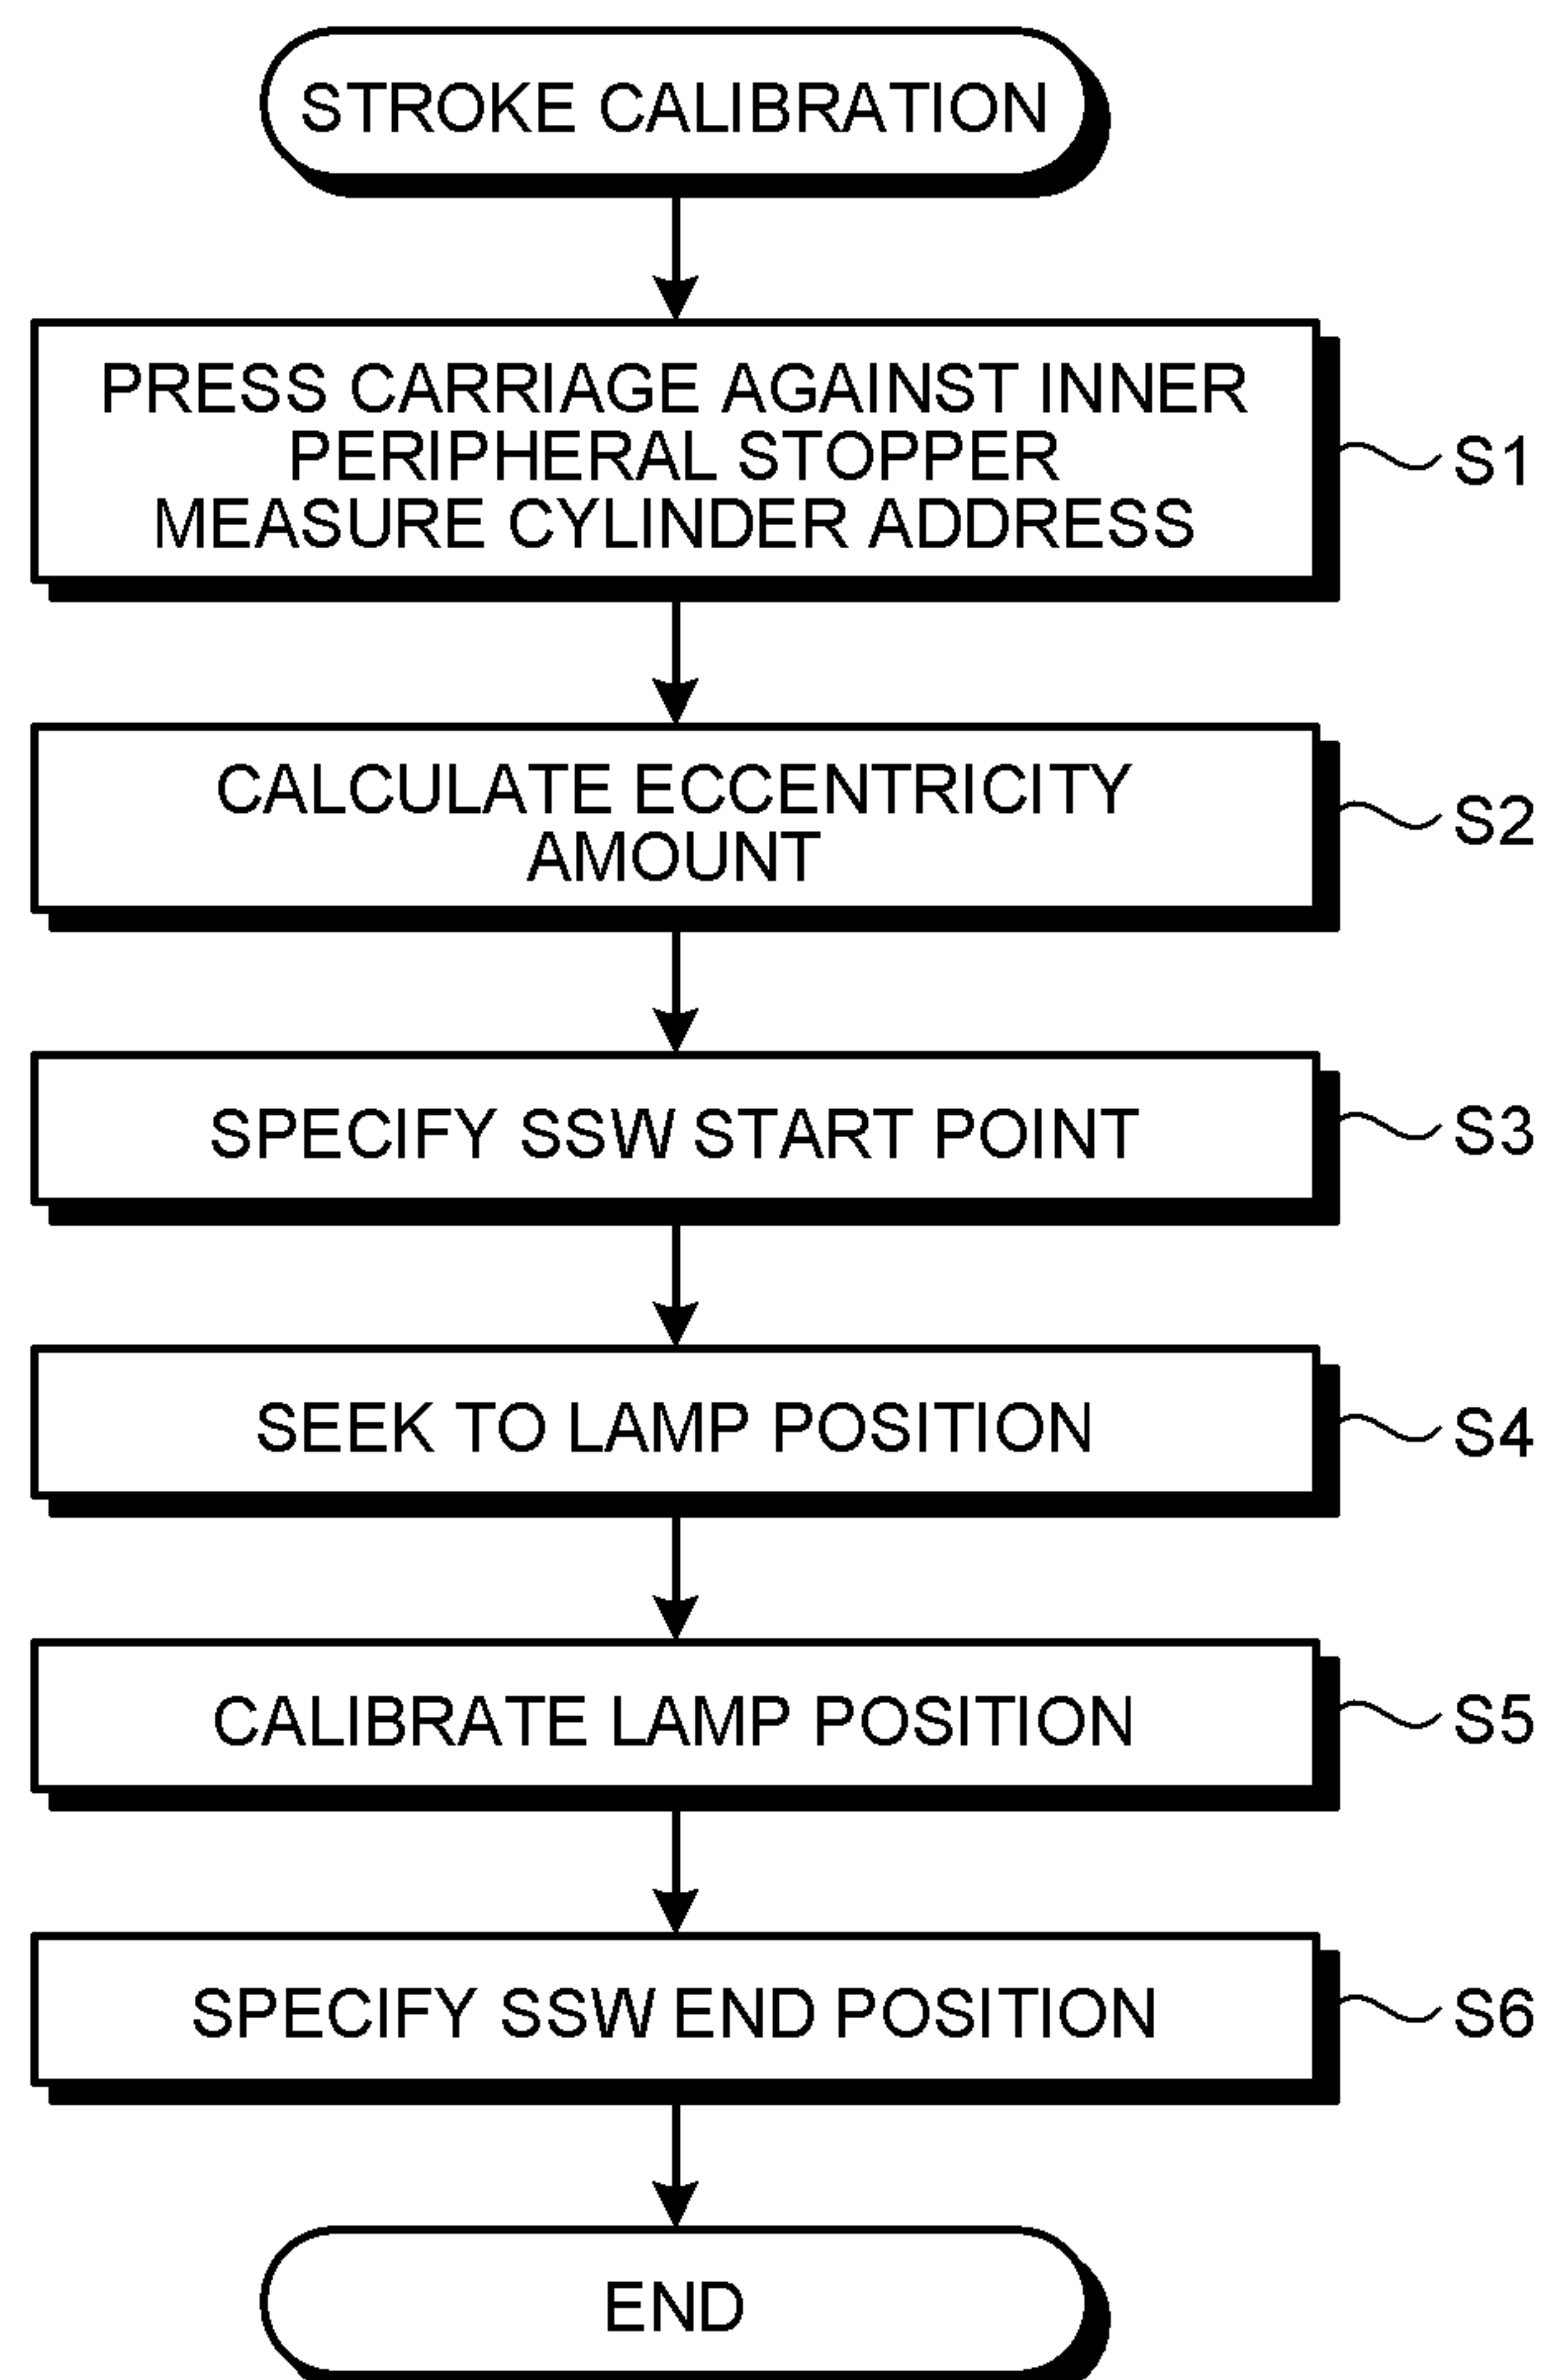 STROKE CALIBRATION
PRESS CARRIAGE AGAINST INNER
PERIPHERAL STOPPER
MEASURE CYLINDER ADDRESS
S1
CALCULATE ECCENTRICITY
AMOUNT
S2
SPECIFY SSW START POINT
S3
SEEK TO LAMP POSITION
S4
CALIBRATE LAMP POSITION
S5
SPECIFY SSW END POSITION
S6
END